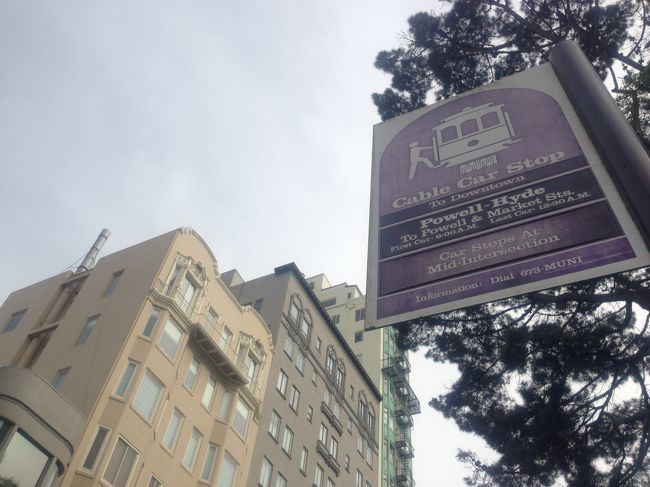 MUNI
Cable Car Stop
To Downtown
Powell-Hyde
To Powell & Market Sts.
First Car: 6:00 A.M. Last Car: 12:30 A.M.
Car Stops At
Mid-Intersection
Information: Dial 673-MUNI